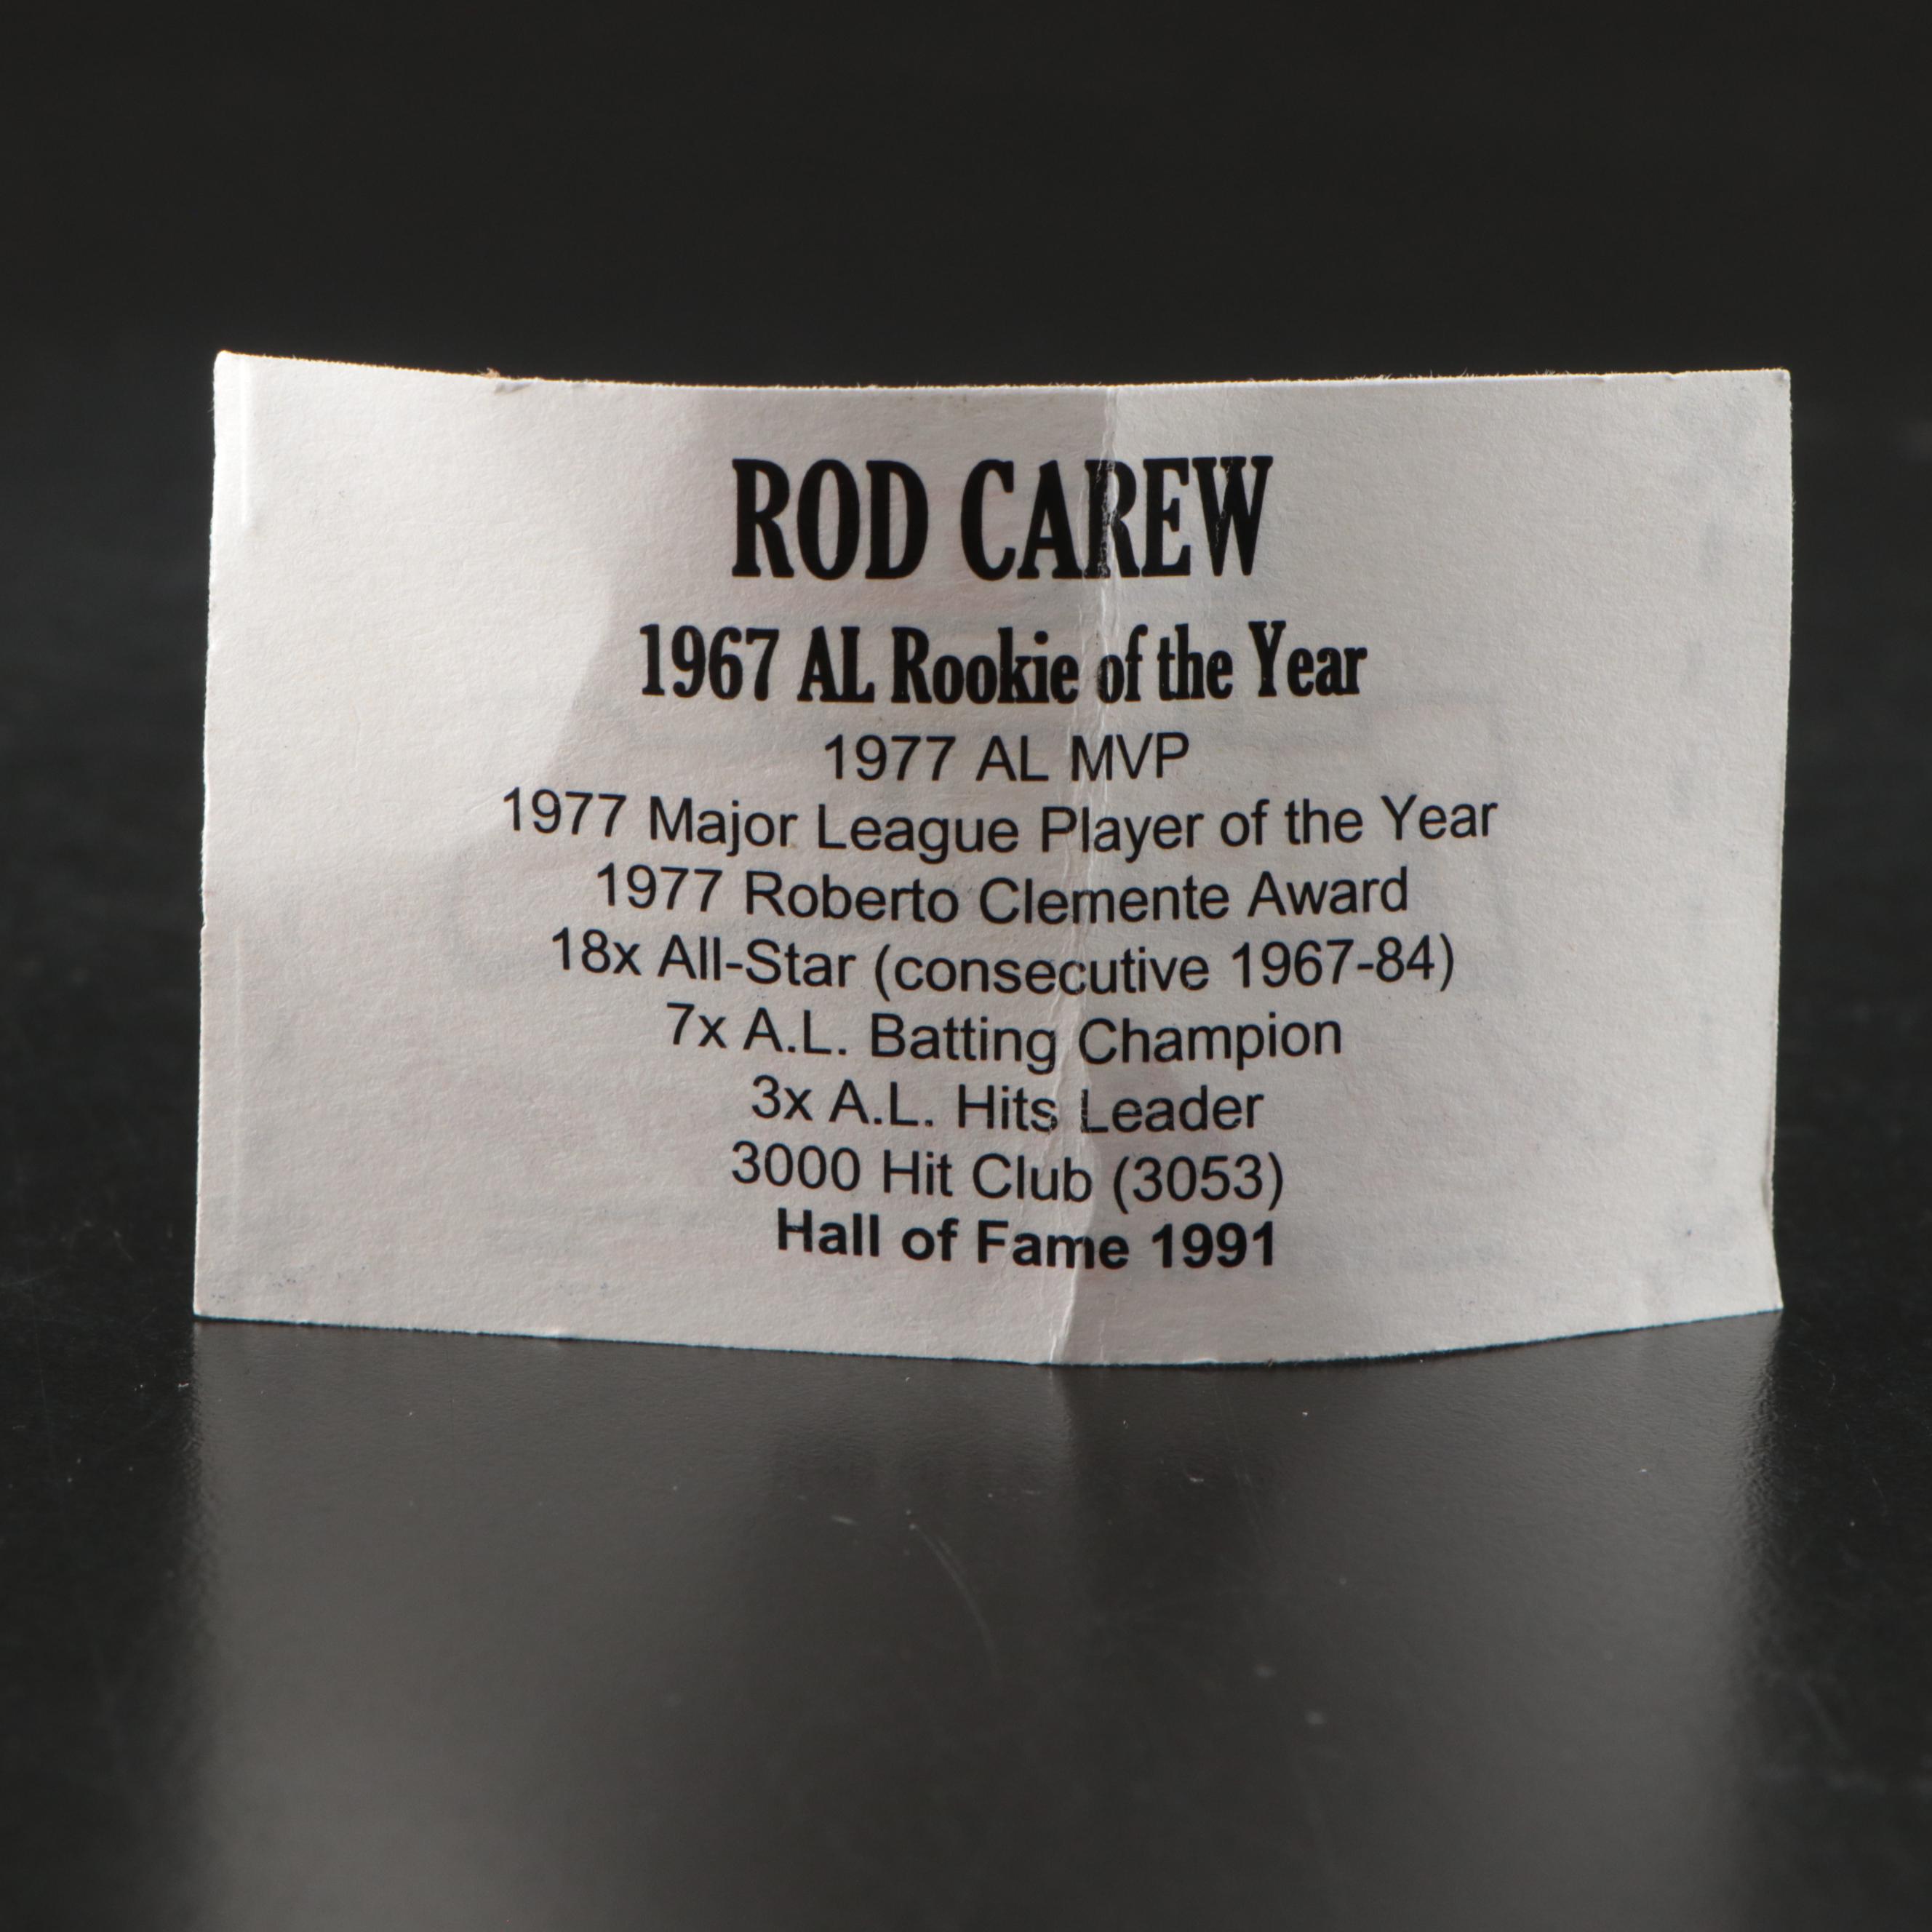 ROD CAREW
1967 AL Rookie of the Year
1977 AL MVP
1977 Major League Player of the Year
1977 Roberto Clemente Award
18x All-Star (consecutive 1967-84)
7x A.L. Batting Champion
3x A.L. Hits Leader
3000 Hit Club (3053)
Hall of Fame 1991